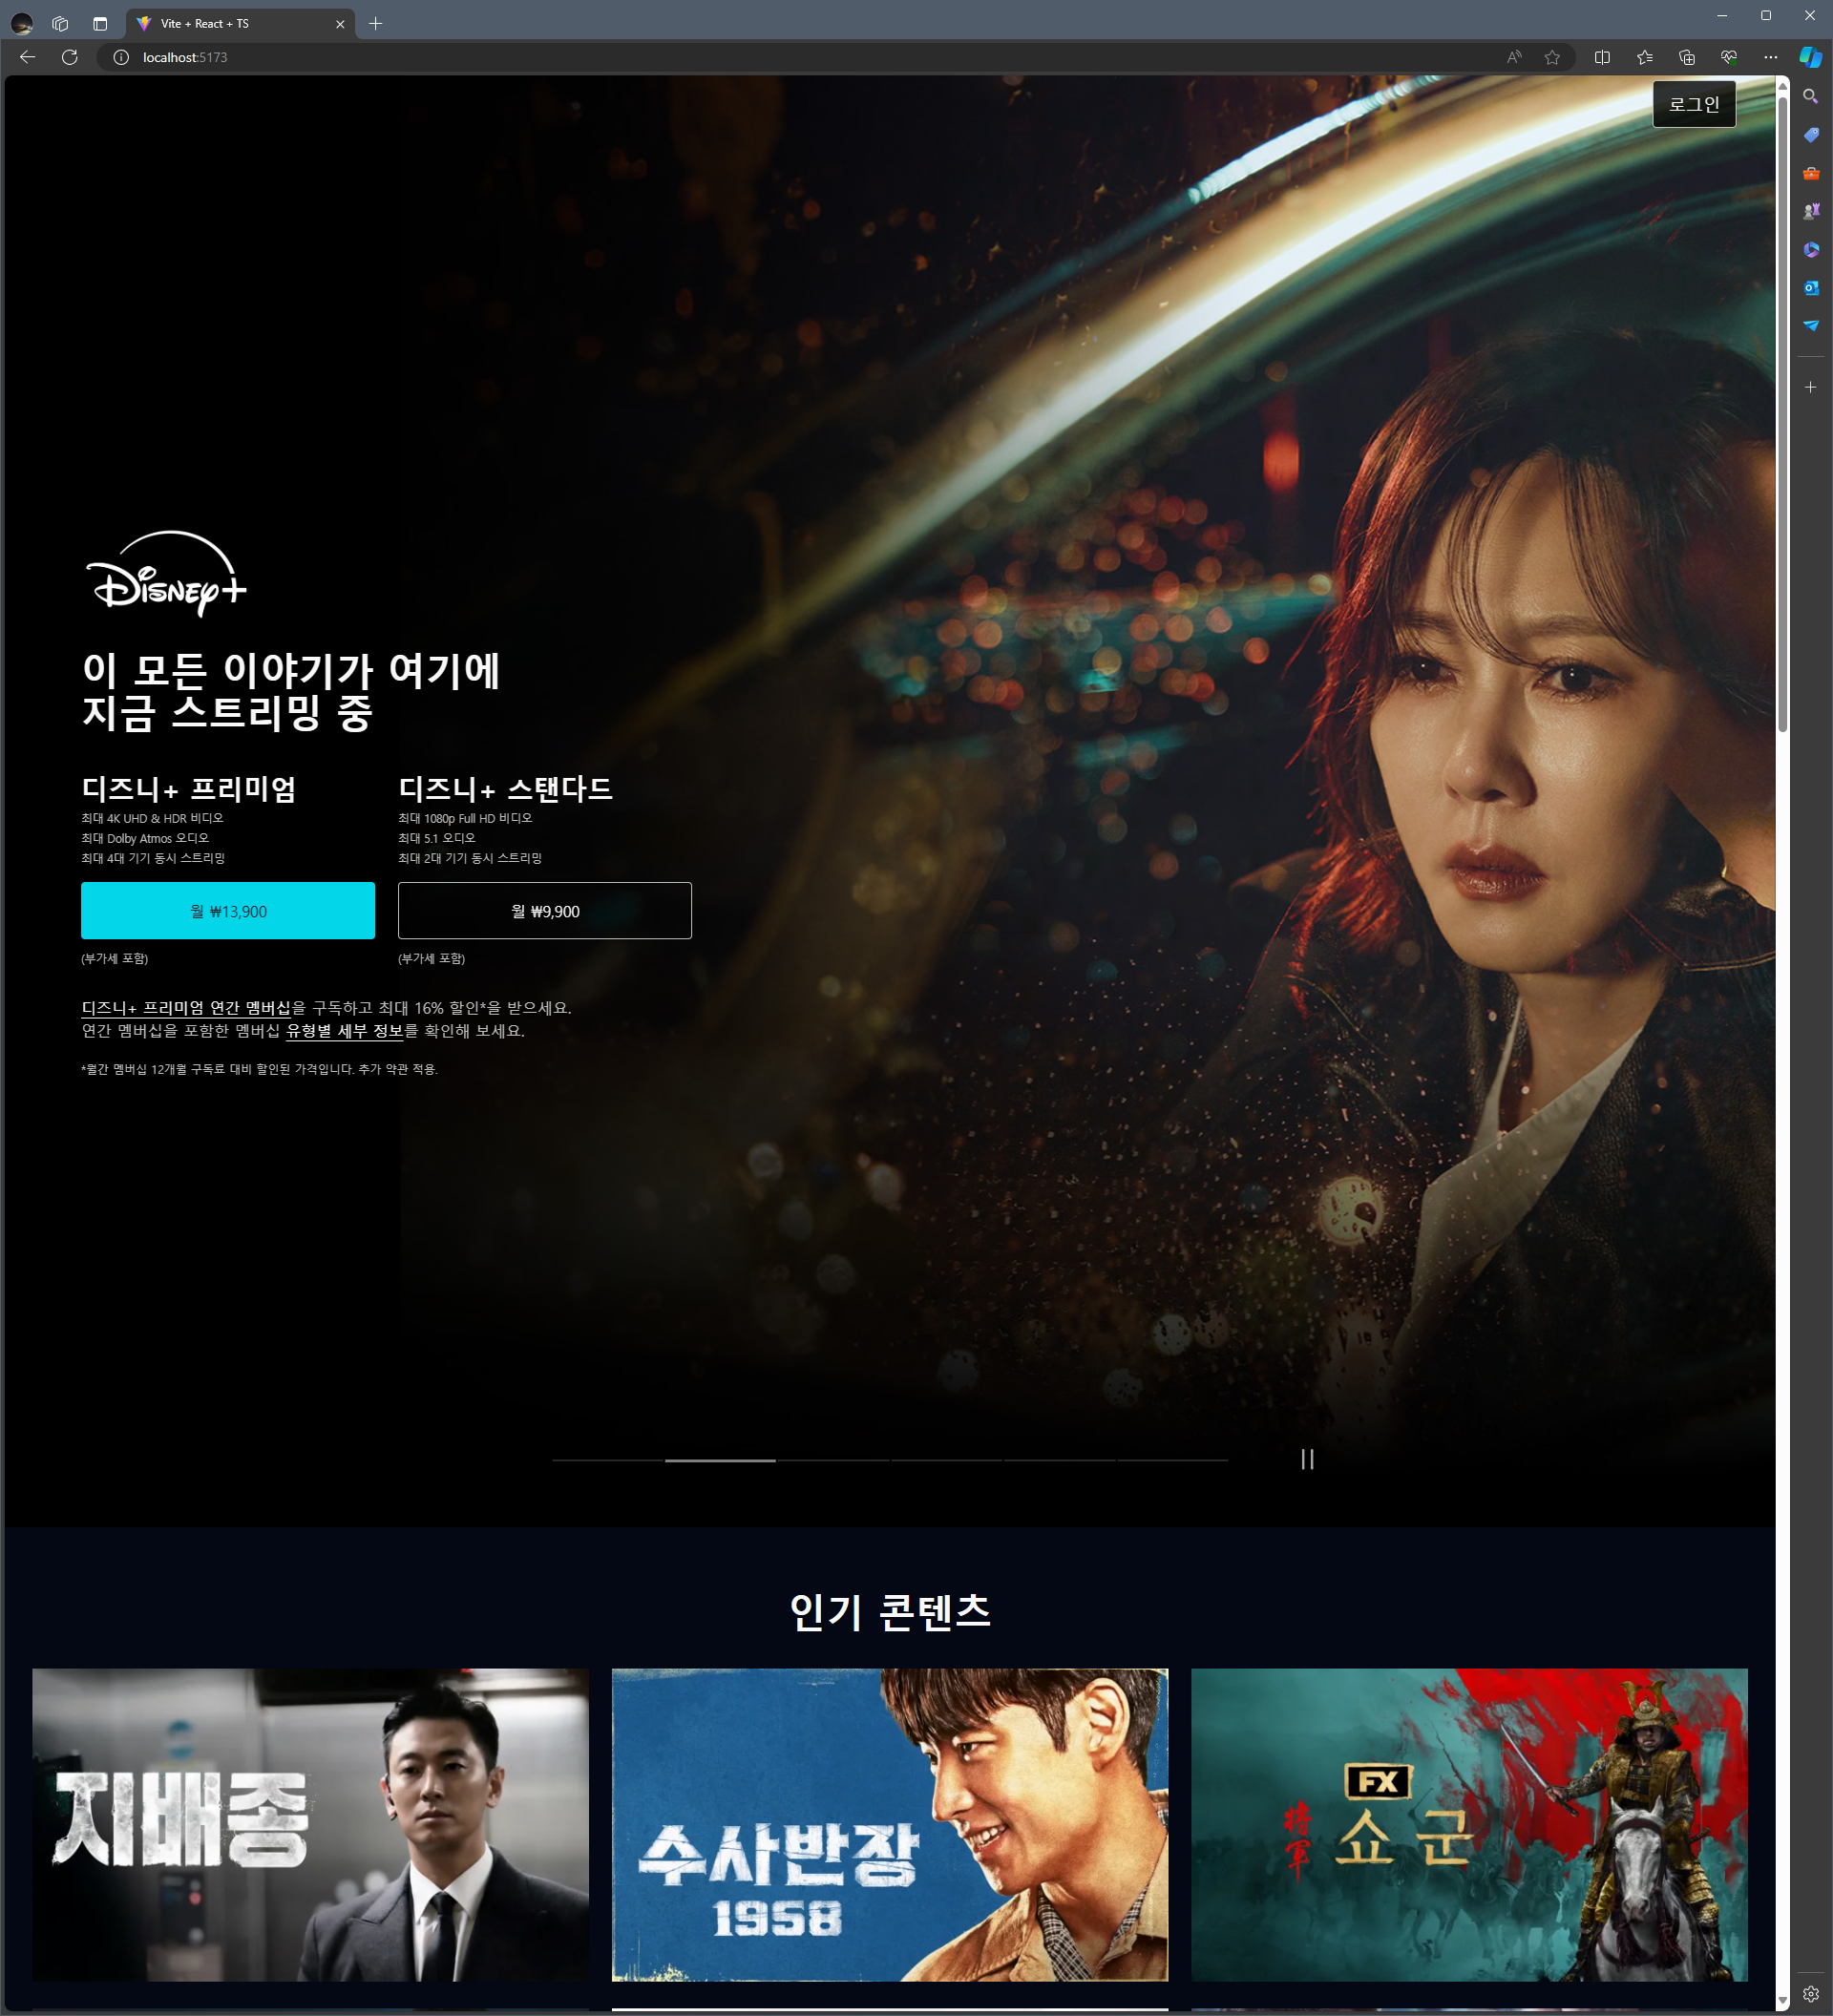 Vite + React + TS
localhost:5173
로그인
Disney+
이 모든 이야기가 여기에
지금 스트리밍 중
디즈니+ 프리미엄
최대 4K UHD & HDR 비디오
최대 Dolby Atmos 오디오
최대 4대 기기 동시 스트리밍
월 ₩13,900
(부가세 포함)
디즈니+ 스탠다드
최대 1080p Full HD 비디오
최대 5.1 오디오
최대 2대 기기 동시 스트리밍
월 ₩9,900
(부가세 포함)
디즈니+ 프리미엄 연간 멤버십을 구독하고 최대 16% 할인*을 받으세요.
연간 멤버십을 포함한 멤버십 유형별 세부 정보를 확인해 보세요.
*월간 멤버십 12개월 구독료 대비 할인된 가격입니다. 추가 약관 적용.
인기 콘텐츠
지배종
수사반장
1958
FX
将軍
쇼군